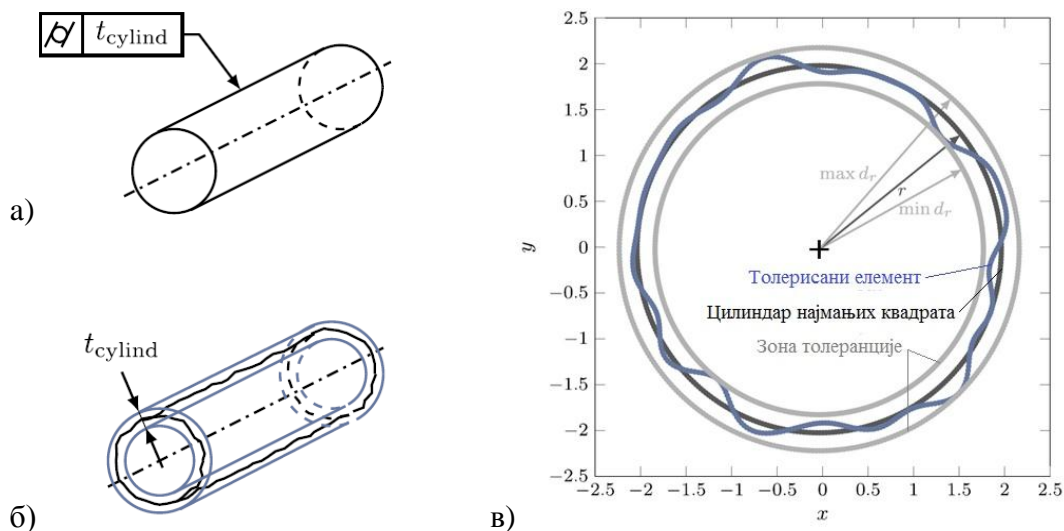 t_cylind
а)
t_cylind
б)
2.5
2
1.5
1
0.5
0
−0.5
−1
−1.5
−2
−2.5
y
max d_r
r
min d_r
Толерисани елемент
Цилиндар најмањих квадрата
Зона толеранције
−2.5 −2 −1.5 −1 −0.5 0 0.5 1 1.5 2 2.5
x
в)